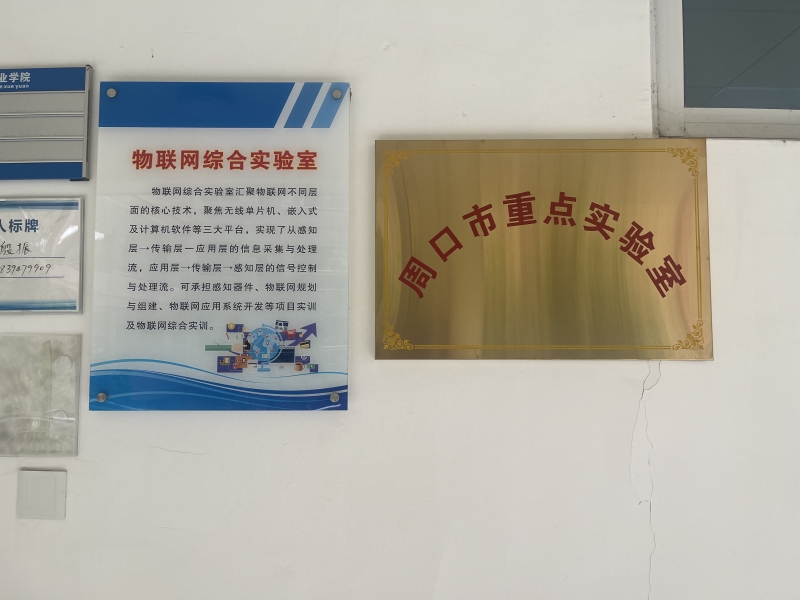 业学院
物联网综合实验室
物联网综合实验室汇聚物联网不同层
面的核心技术，聚焦无线单片机、嵌入式
及计算机软件等三大平台，实现了从感知
层→传输层→应用层的信息采集与处理
流，应用层→传输层→感知层的信号控制
与处理流。可承担感知器件、物联网规划
与组建、物联网应用系统开发等项目实训
及物联网综合实训。
人标牌
周口市重点实验室